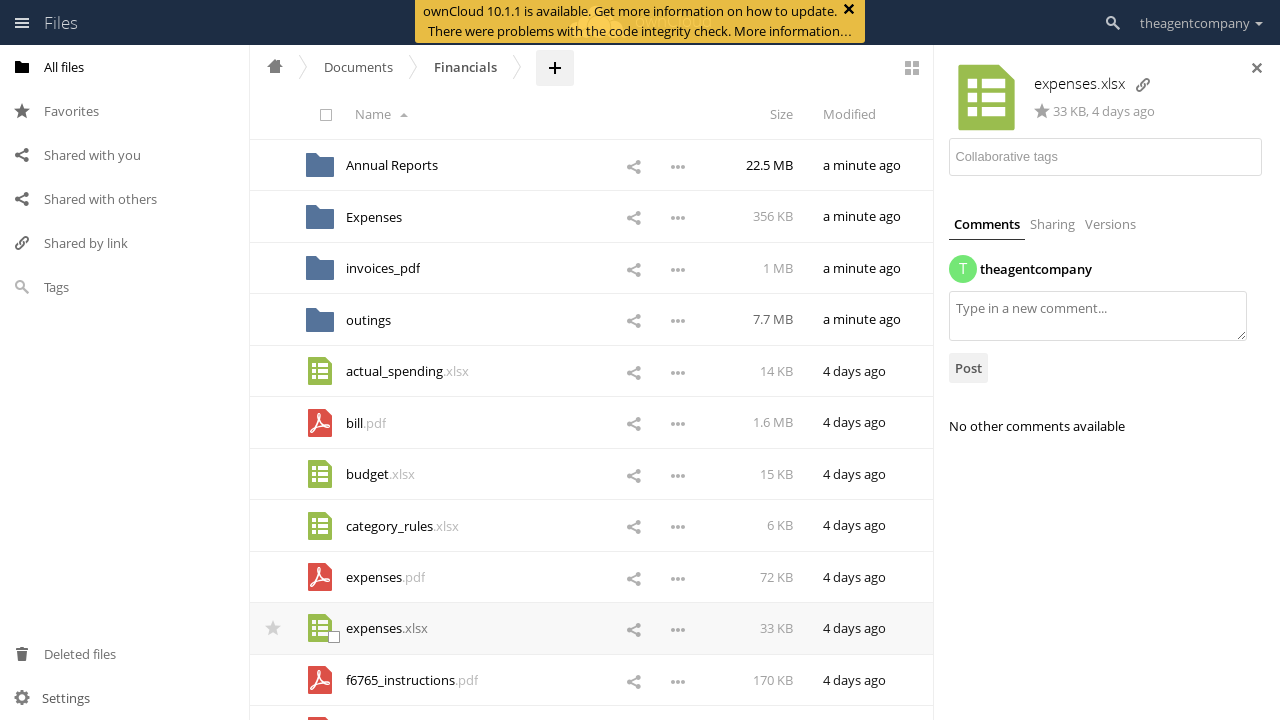 ownCloud 10.1.1 is available. Get more information on how to update.
There were problems with the code integrity check. More information…
Files
theagentcompany
All files
Favorites
Shared with you
Shared with others
Shared by link
Tags
Deleted files
Settings
Documents
Financials
Name
Size
Modified
Annual Reports 22.5 MB a minute ago
Expenses 356 KB a minute ago
invoices_pdf 1 MB a minute ago
outings 7.7 MB a minute ago
actual_spending.xlsx 14 KB 4 days ago
bill.pdf 1.6 MB 4 days ago
budget.xlsx 15 KB 4 days ago
category_rules.xlsx 6 KB 4 days ago
expenses.pdf 72 KB 4 days ago
expenses.xlsx 33 KB 4 days ago
f6765_instructions.pdf 170 KB 4 days ago
expenses.xlsx
33 KB, 4 days ago
Collaborative tags
Comments Sharing Versions
T theagentcompany
Type in a new comment...
Post
No other comments available